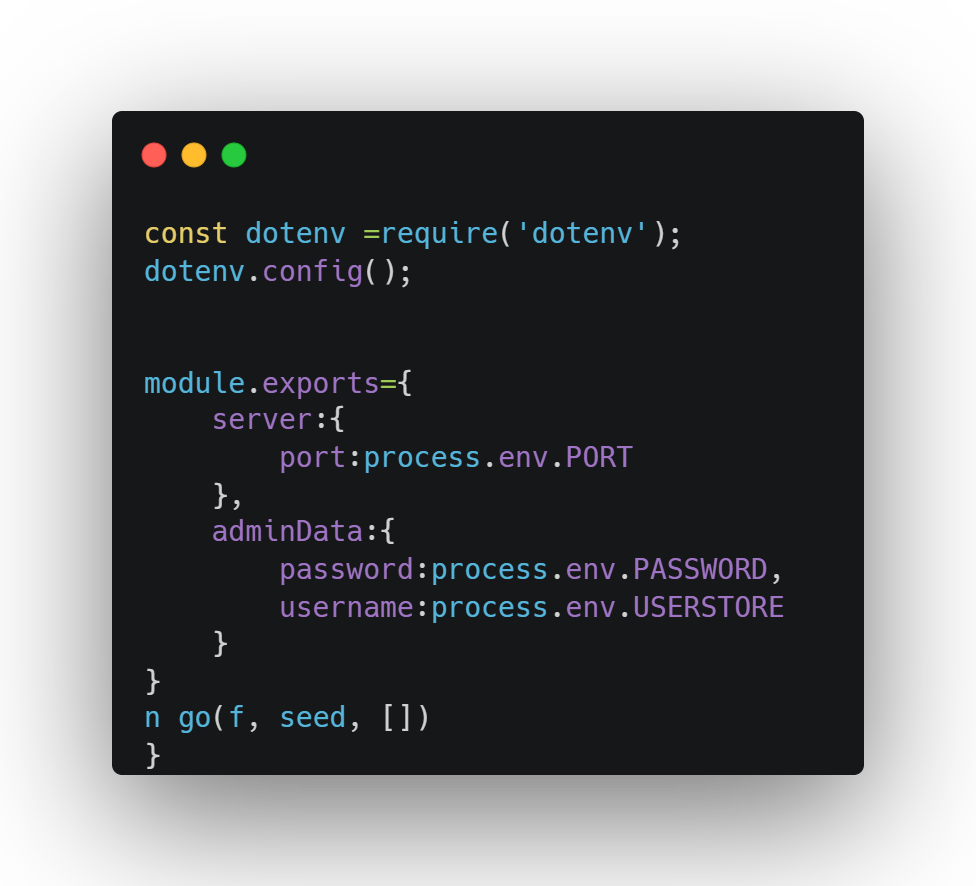 const dotenv =require('dotenv');
dotenv.config();
module.exports={
    server:{
        port:process.env.PORT
    },
    adminData:{
        password:process.env.PASSWORD,
        username:process.env.USERSTORE
    }
}
n go(f, seed, [])
}